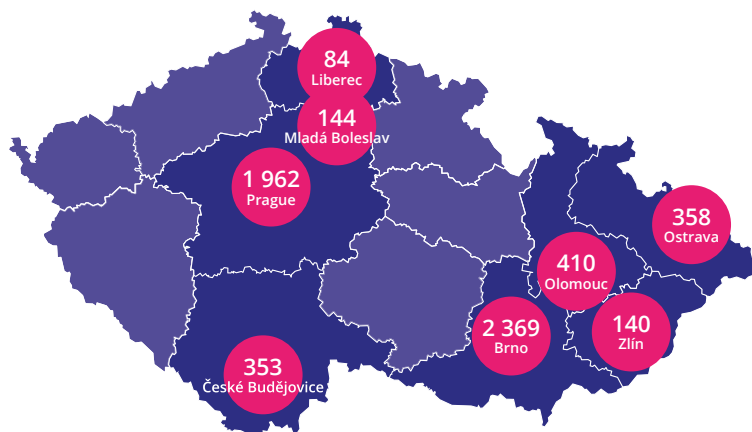 84
Liberec
144
Mladá Boleslav
1 962
Prague
358
Ostrava
410
Olomouc
2 369
Brno
140
Zlín
353
České Budějovice